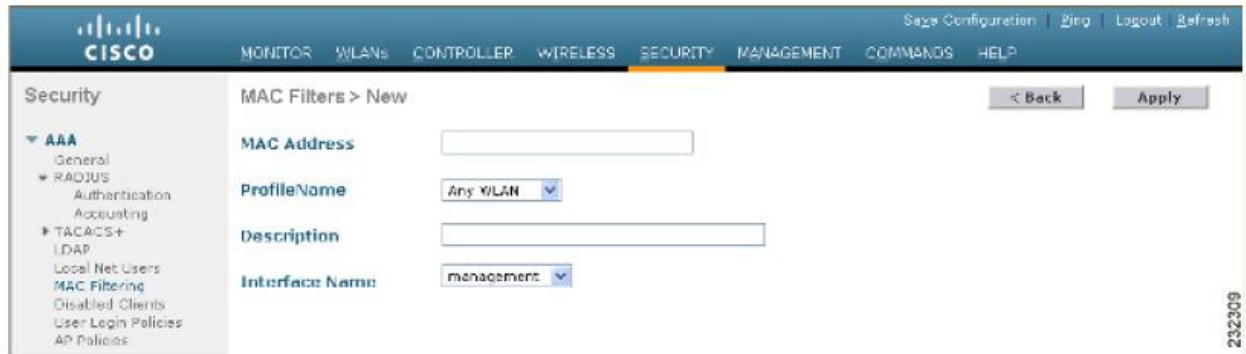 Save Configuration | Ping | Logout | Refresh
CISCO
MONITOR WLANs CONTROLLER WIRELESS SECURITY MANAGEMENT COMMANDS HELP
Security
MAC Filters > New
< Back
Apply
AAA
General
RADIUS
Authentication
Accounting
TACACS+
LDAP
Local Net Users
MAC Filtering
Disabled Clients
User Login Policies
AP Policies
MAC Address
ProfileName
Any WLAN
Description
Interface Name
management
232309